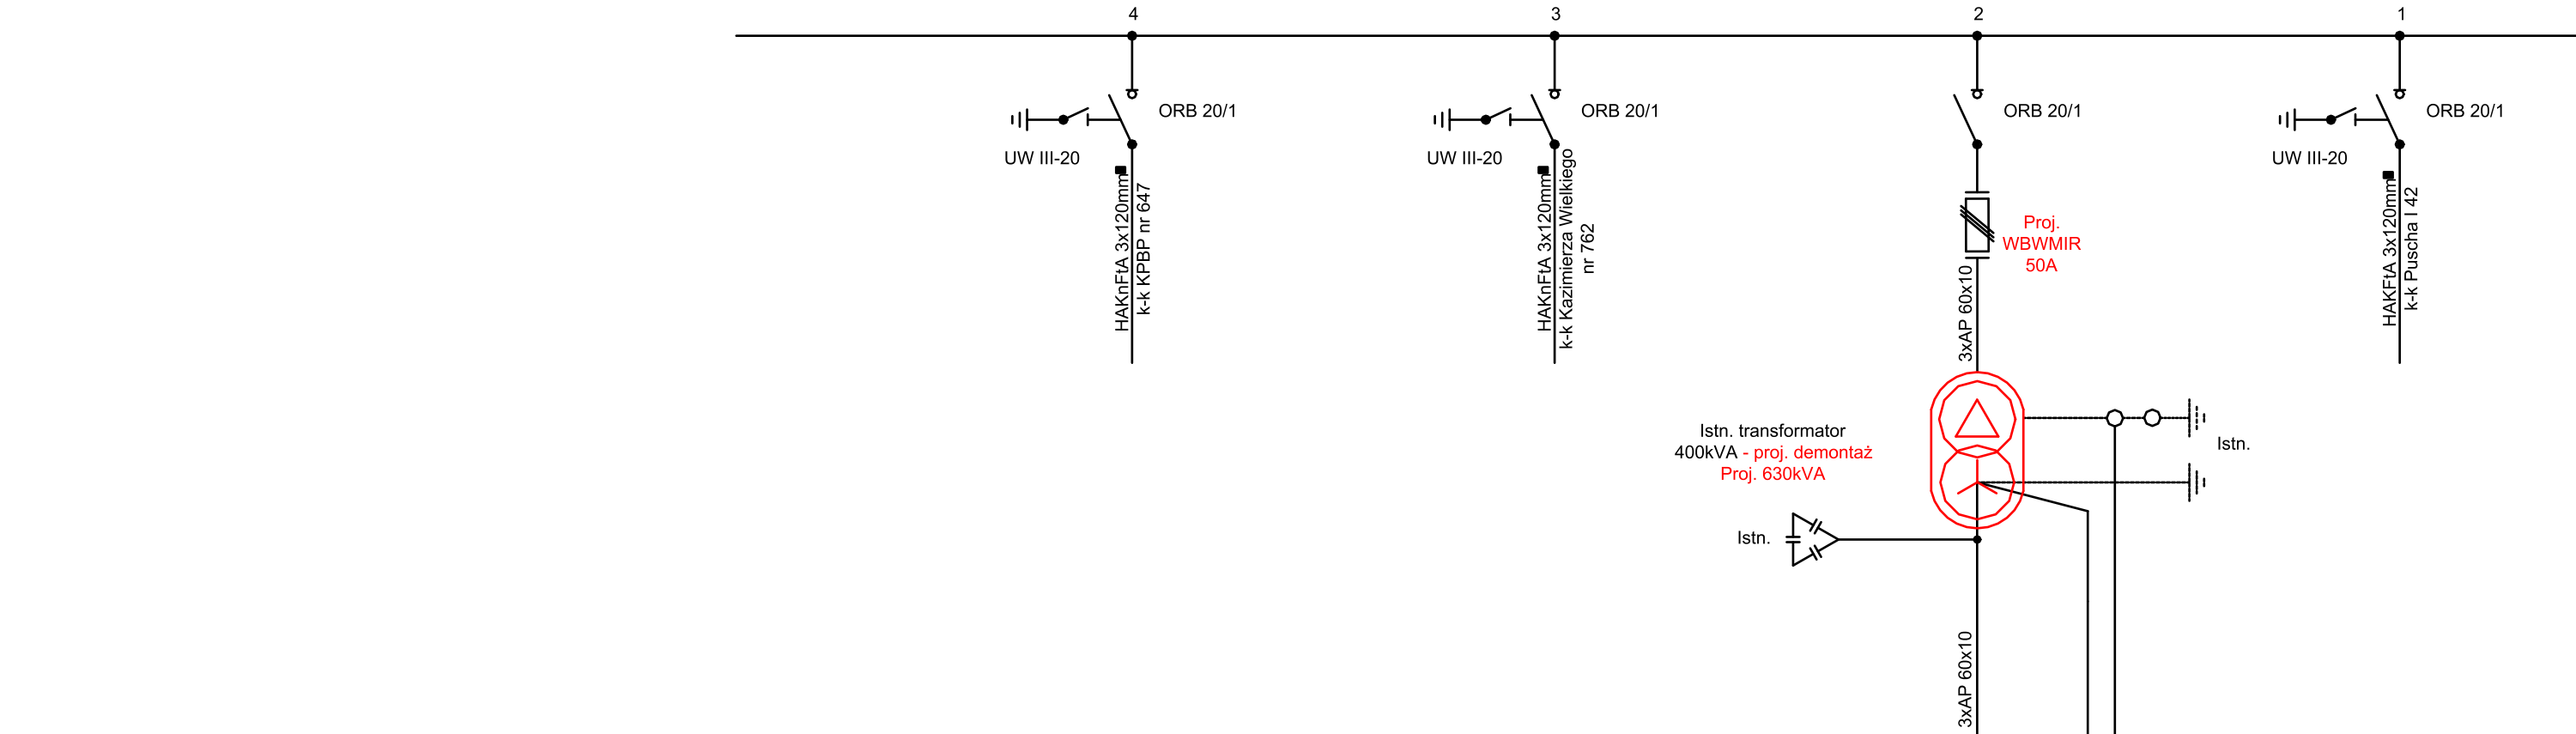 4
3
2
1
ORB 20/1
ORB 20/1
ORB 20/1
ORB 20/1
UW III-20
UW III-20
UW III-20
HAKnFtA 3x120mm
k-k KPBP nr 647
HAKnFtA 3x120mm
k-k Kazimierza Wielkiego
nr 762
Proj.
WBWMIR
50A
3xAP 60x10
HAKFtA 3x120mm
k-k Puscha I 42
Istn. transformator
400kVA - proj. demontaż
Proj. 630kVA
Istn.
Istn.
3xAP 60x10